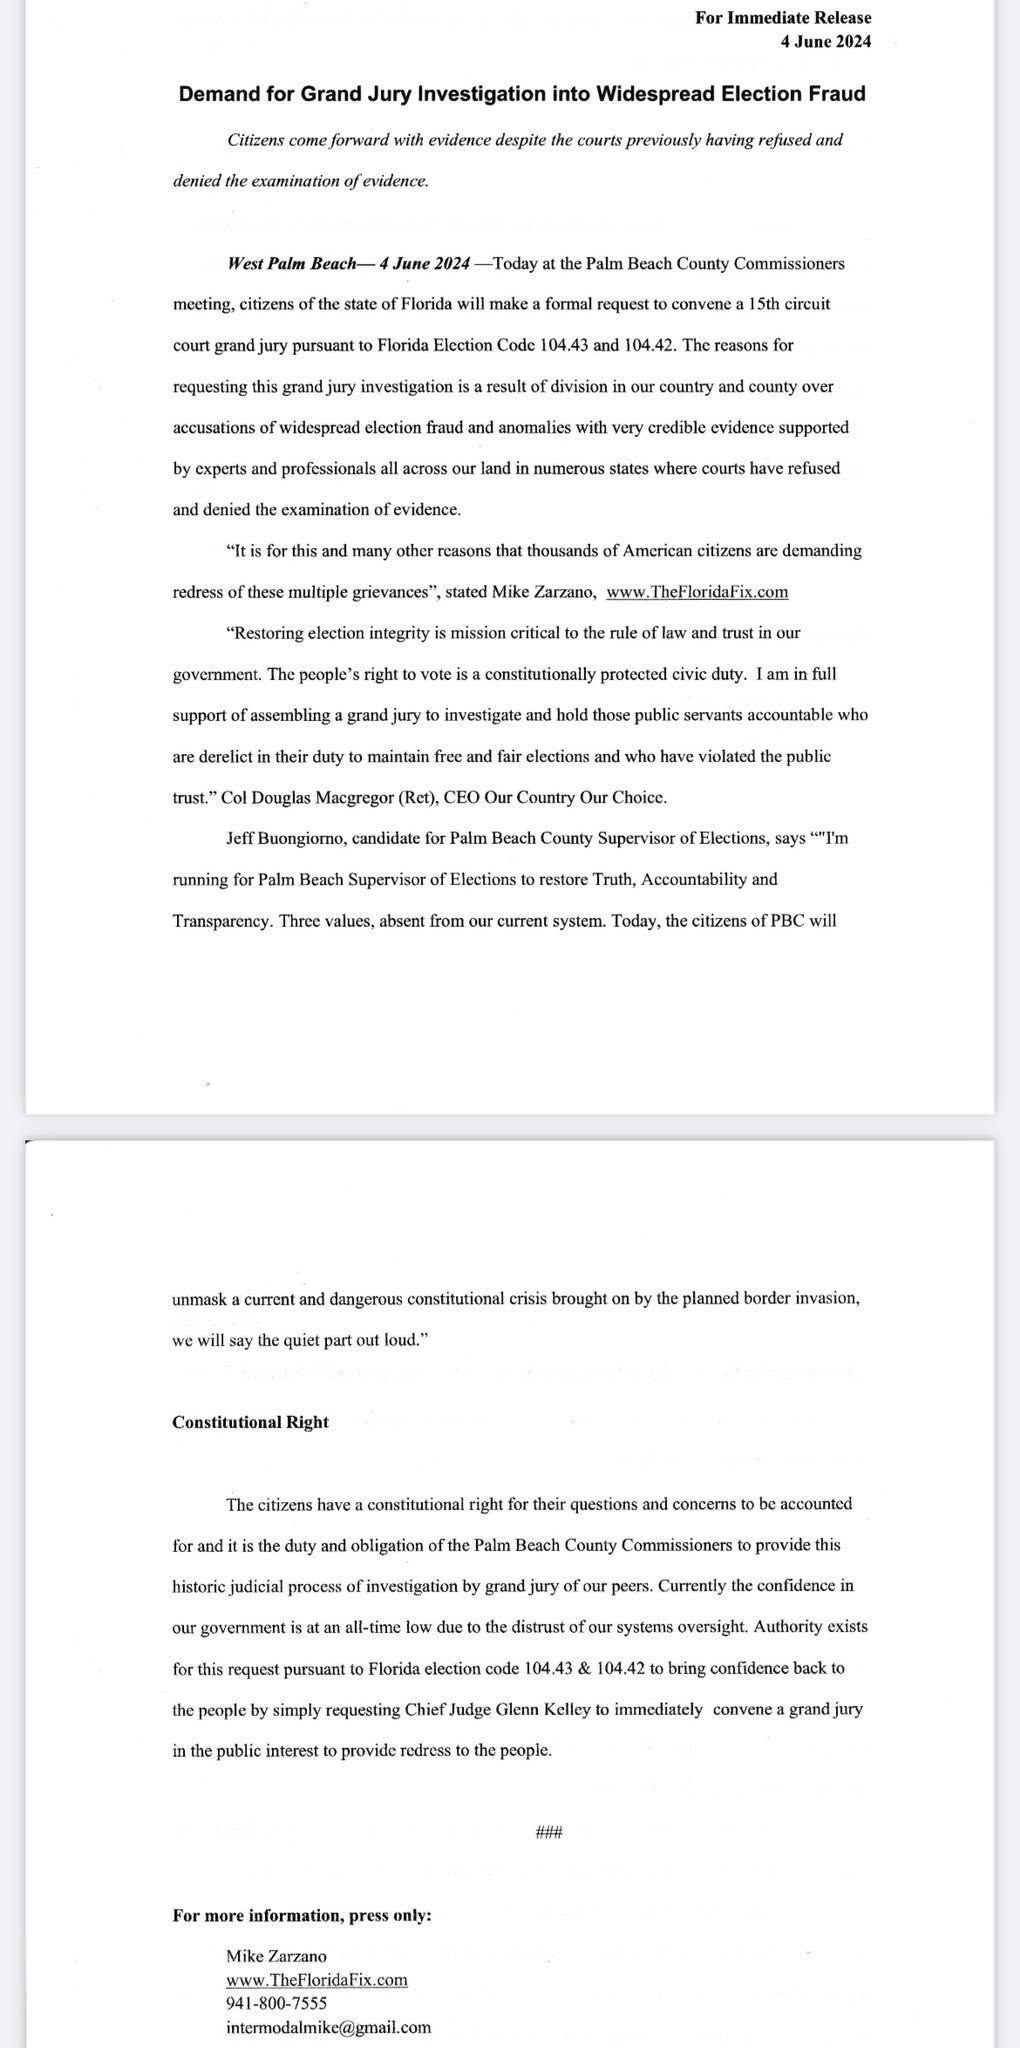 For Immediate Release
4 June 2024
Demand for Grand Jury Investigation into Widespread Election Fraud
Citizens come forward with evidence despite the courts previously having refused and
denied the examination of evidence.
West Palm Beach— 4 June 2024 —Today at the Palm Beach County Commissioners
meeting, citizens of the state of Florida will make a formal request to convene a 15th circuit
court grand jury pursuant to Florida Election Code 104.43 and 104.42. The reasons for
requesting this grand jury investigation is a result of division in our country and county over
accusations of widespread election fraud and anomalies with very credible evidence supported
by experts and professionals all across our land in numerous states where courts have refused
and denied the examination of evidence.
“It is for this and many other reasons that thousands of American citizens are demanding
redress of these multiple grievances”, stated Mike Zarzano, www.TheFloridaFix.com
“Restoring election integrity is mission critical to the rule of law and trust in our
government. The people’s right to vote is a constitutionally protected civic duty. I am in full
support of assembling a grand jury to investigate and hold those public servants accountable who
are derelict in their duty to maintain free and fair elections and who have violated the public
trust.” Col Douglas Macgregor (Ret), CEO Our Country Our Choice.
Jeff Buongiorno, candidate for Palm Beach County Supervisor of Elections, says “"I'm
running for Palm Beach Supervisor of Elections to restore Truth, Accountability and
Transparency. Three values, absent from our current system. Today, the citizens of PBC will
unmask a current and dangerous constitutional crisis brought on by the planned border invasion,
we will say the quiet part out loud.”
Constitutional Right
The citizens have a constitutional right for their questions and concerns to be accounted
for and it is the duty and obligation of the Palm Beach County Commissioners to provide this
historic judicial process of investigation by grand jury of our peers. Currently the confidence in
our government is at an all-time low due to the distrust of our systems oversight. Authority exists
for this request pursuant to Florida election code 104.43 & 104.42 to bring confidence back to
the people by simply requesting Chief Judge Glenn Kelley to immediately convene a grand jury
in the public interest to provide redress to the people.
###
For more information, press only:
Mike Zarzano
www.TheFloridaFix.com
941-800-7555
intermodalmike@gmail.com